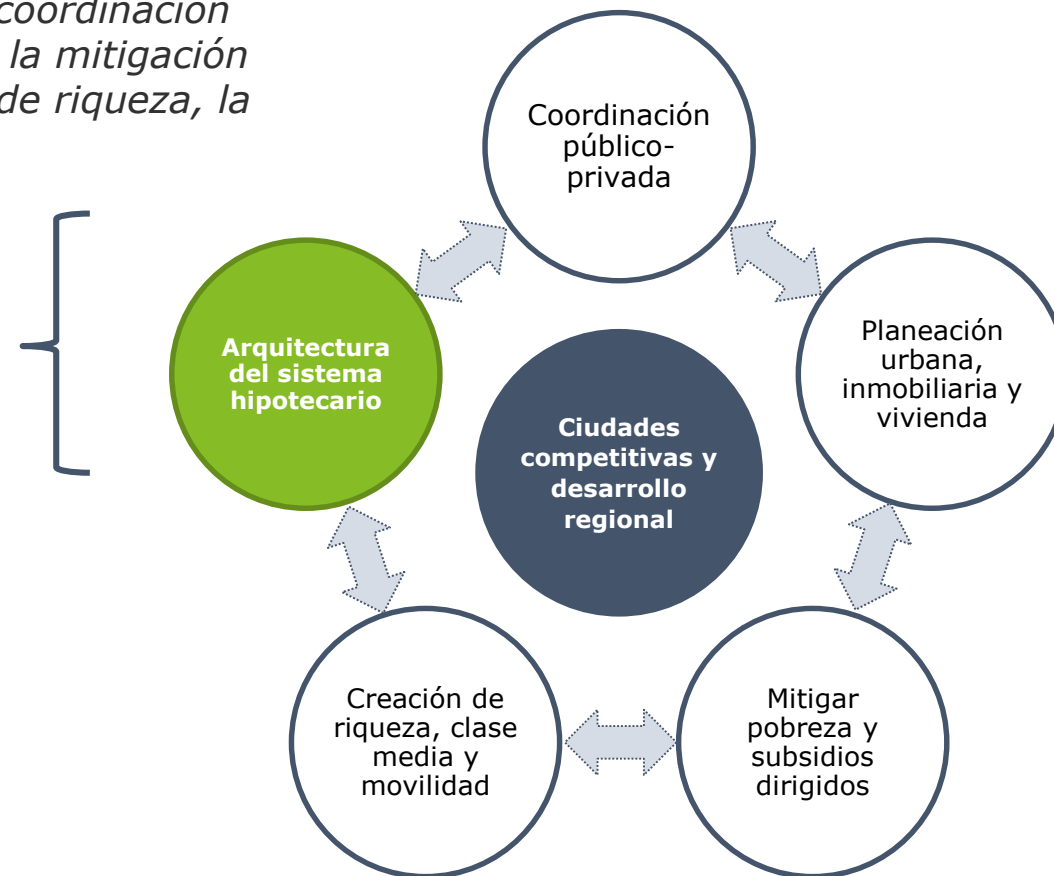 coordinación
la mitigación
de riqueza, la
Coordinación
público-
privada
Arquitectura
del sistema
hipotecario
Planeación
urbana,
inmobiliaria y
vivienda
Ciudades
competitivas y
desarrollo
regional
Creación de
riqueza, clase
media y
movilidad
Mitigar
pobreza y
subsidios
dirigidos